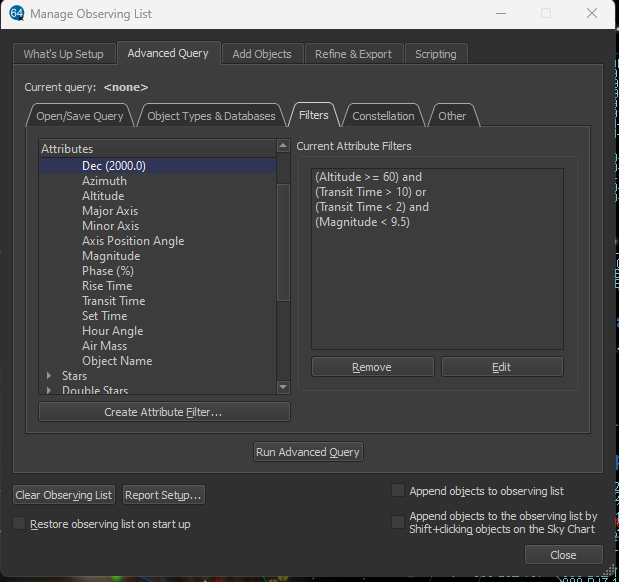 64 Manage Observing List
What's Up Setup Advanced Query Add Objects Refine & Export Scripting
Current query: <none>
Open/Save Query Object Types & Databases Filters Constellation Other
Attributes
Dec (2000.0)
Azimuth
Altitude
Major Axis
Minor Axis
Axis Position Angle
Magnitude
Phase (%)
Rise Time
Transit Time
Set Time
Hour Angle
Air Mass
Object Name
Stars
Double Stars
Create Attribute Filter...
Current Attribute Filters
(Altitude >= 60) and
(Transit Time > 10) or
(Transit Time < 2) and
(Magnitude < 9.5)
Remove Edit
Run Advanced Query
Clear Observing List Report Setup...
Restore observing list on start up
Append objects to observing list
Append objects to the observing list by
Shift+clicking objects on the Sky Chart
Close